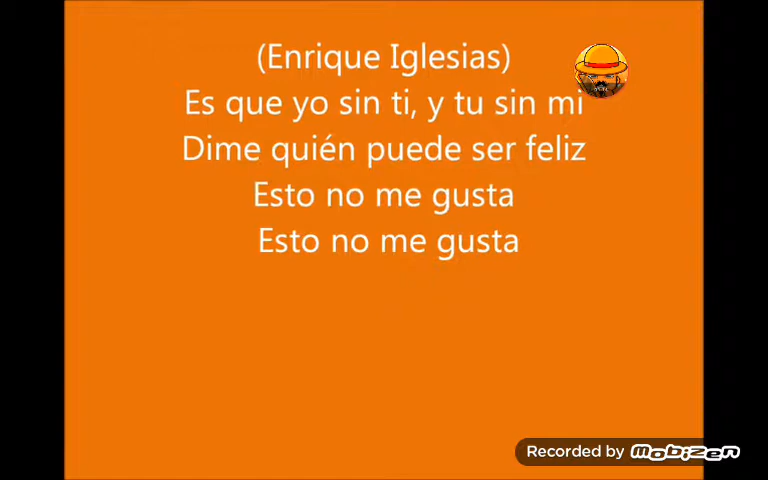 (Enrique Iglesias)
Es que yo sin ti, y tu sin mi
Dime quién puede ser feliz
Esto no me gusta
Esto no me gusta
Recorded by Mobizen